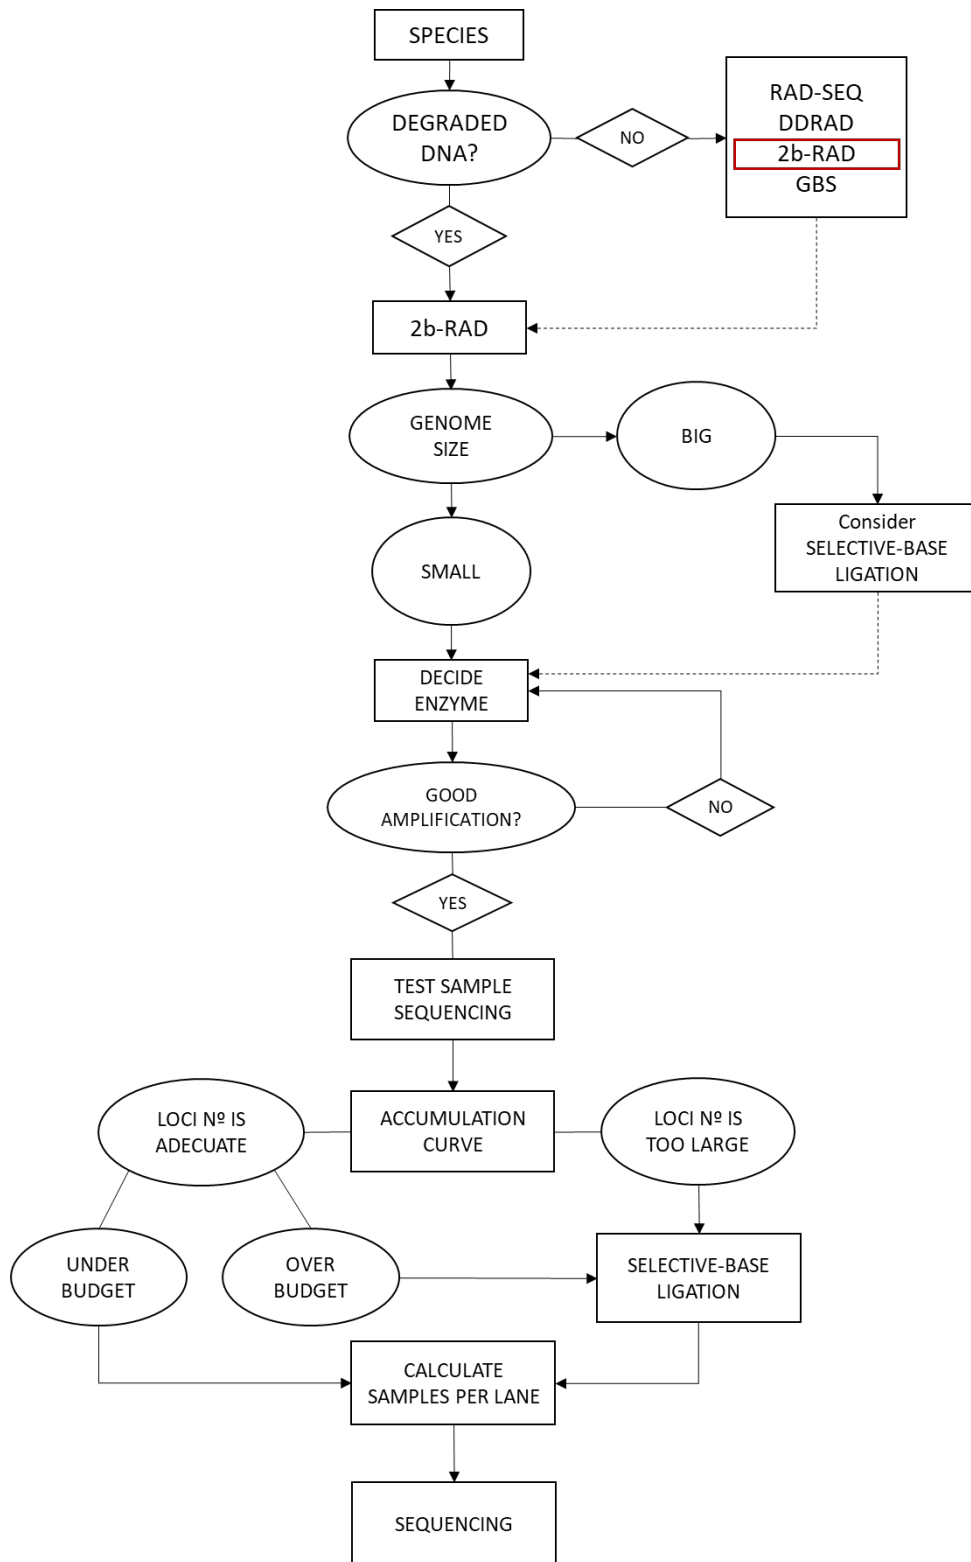 SPECIES
DEGRADED
DNA?
NO
RAD-SEQ
DDRAD
2b-RAD
GBS
YES
2b-RAD
GENOME
SIZE
BIG
Consider
SELECTIVE-BASE
LIGATION
SMALL
DECIDE
ENZYME
GOOD
AMPLIFICATION?
NO
YES
TEST SAMPLE
SEQUENCING
LOCI Nº IS
ADECUATE
ACCUMULATION
CURVE
LOCI Nº IS
TOO LARGE
UNDER
BUDGET
OVER
BUDGET
SELECTIVE-BASE
LIGATION
CALCULATE
SAMPLES PER LANE
SEQUENCING